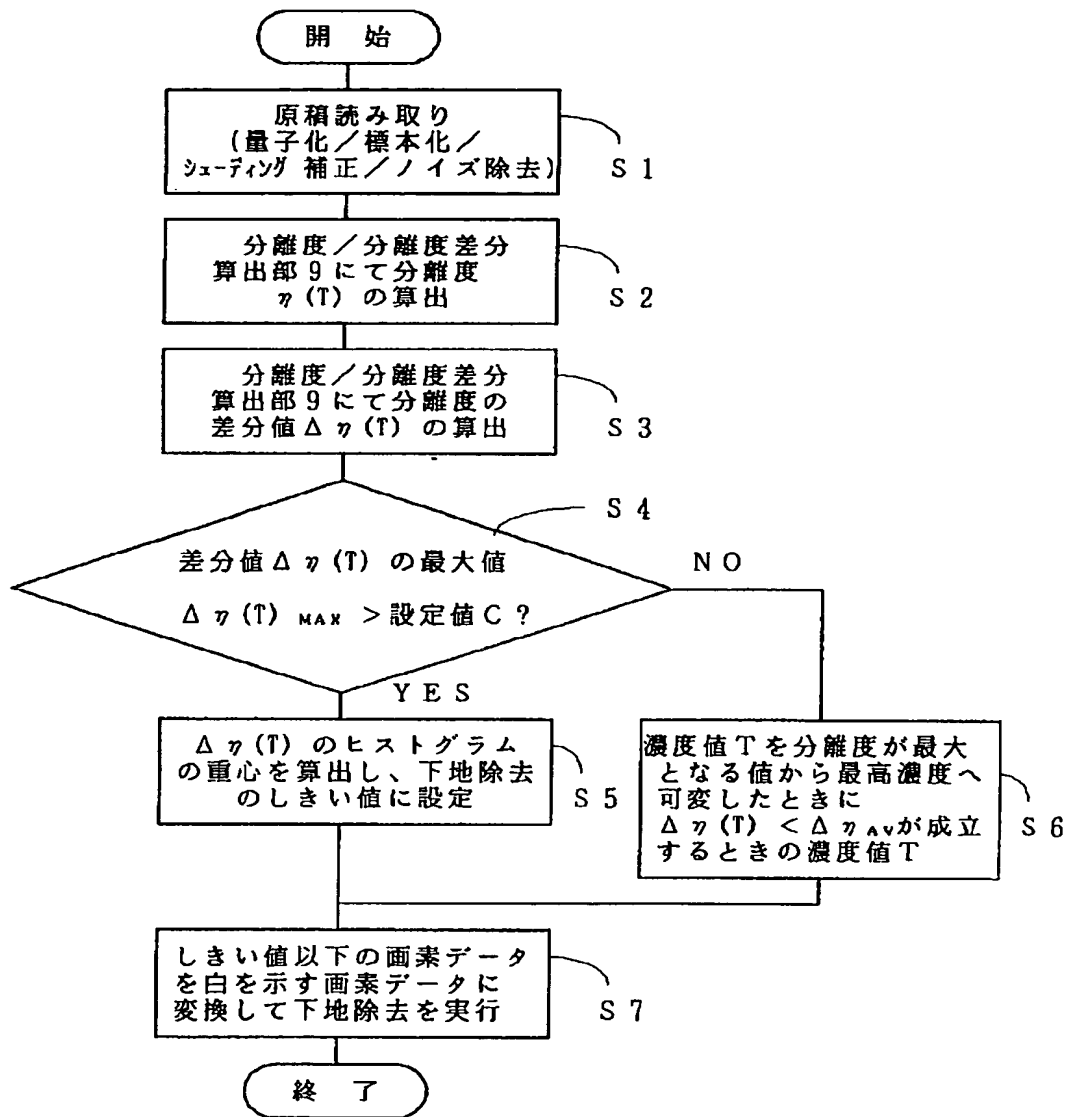 開 始
原稿読み取り
(量子化/標本化/
シューディング 補正/ノイズ除去)
S1
分離度/分離度差分
算出部9にて分離度
η(T)の算出
S2
分離度/分離度差分
算出部9にて分離度の
差分値Δη(T)の算出
S3
S4
差分値Δη(T)の最大値
Δη(T)MAX >設定値C?
NO
YES
Δη(T)のヒストグラム
の重心を算出し、下地除去
のしきい値に設定
S5
濃度値Tを分離度が最大
となる値から最高濃度へ
可変したときに
Δη(T)<ΔηAVが成立
するときの濃度値T
S6
しきい値以下の画素データ
を白を示す画素データに
変換して下地除去を実行
S7
終 了